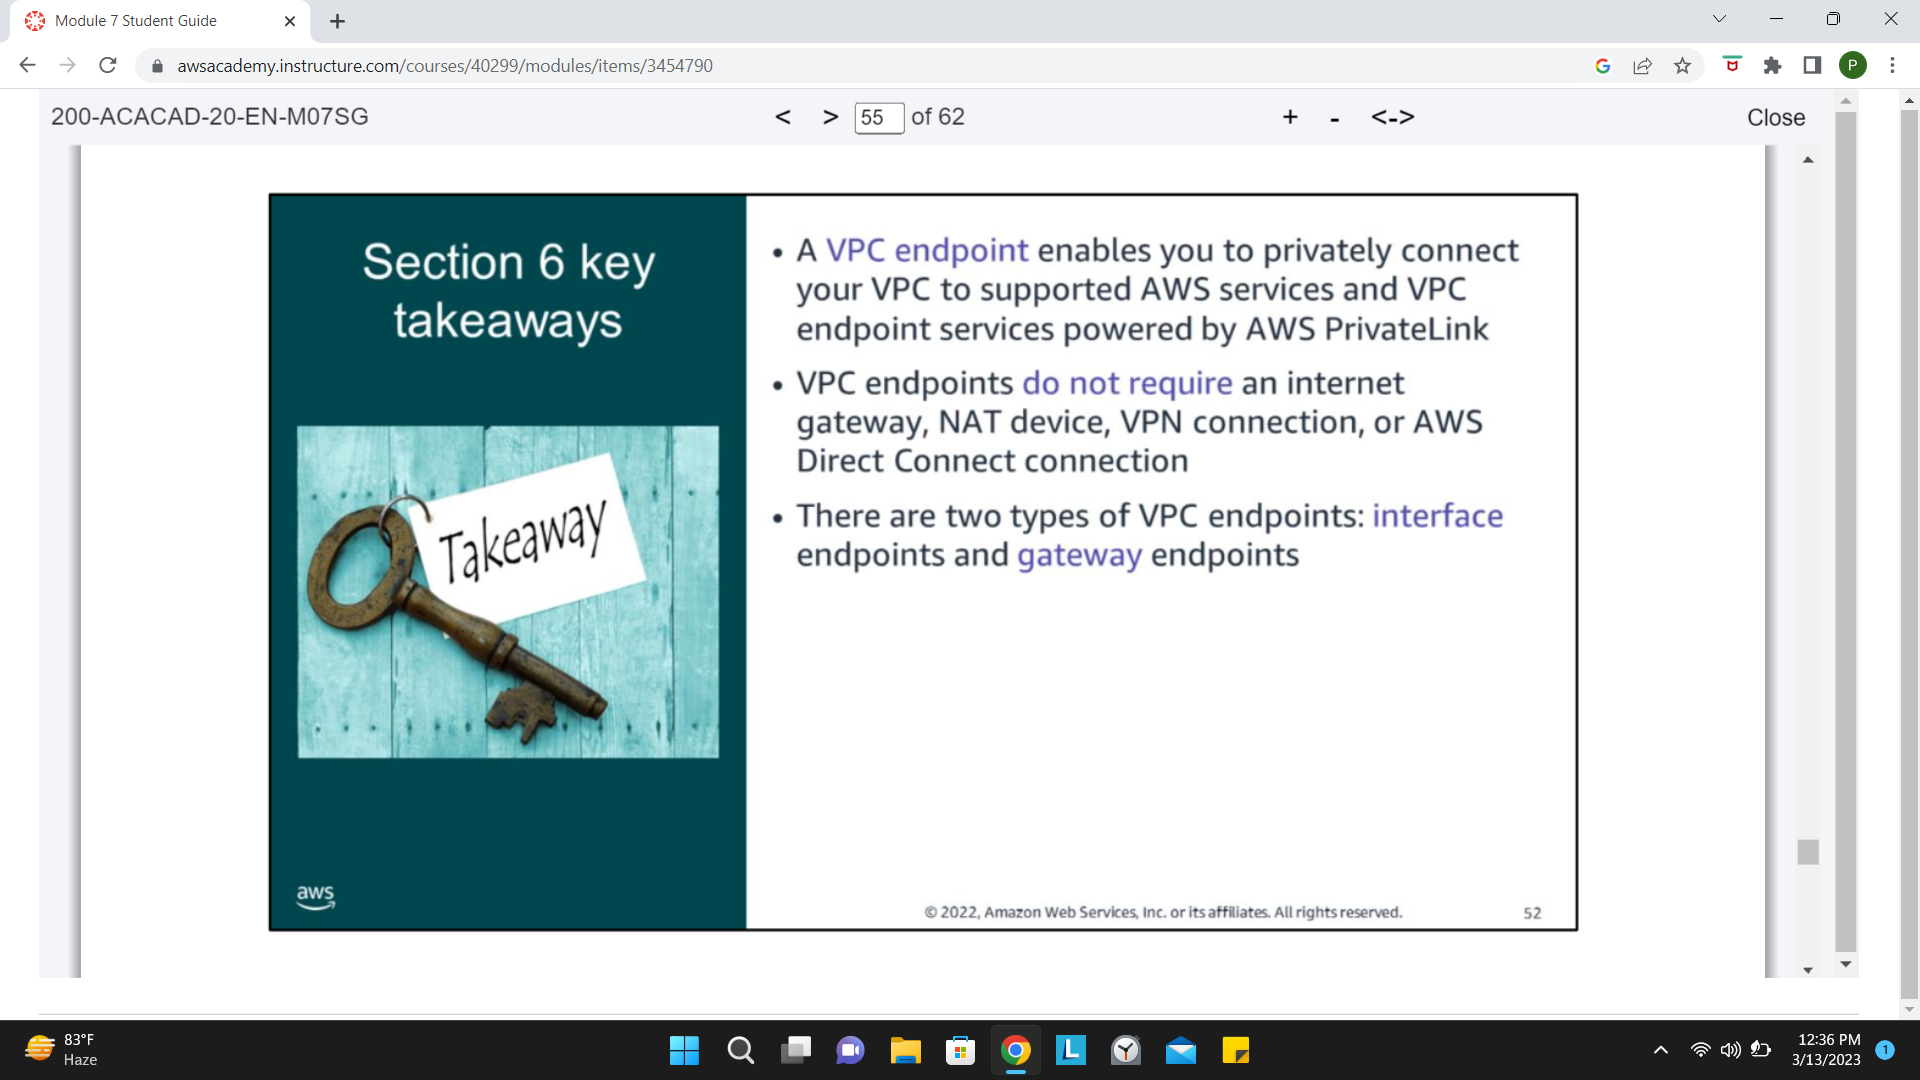 Module 7 Student Guide
awsacademy.instructure.com/courses/40299/modules/items/3454790
P
200-ACACAD-20-EN-M07SG
< > 55 of 62
+ - <->
Close
Section 6 key
takeaways
Takeaway
aws
• A VPC endpoint enables you to privately connect
your VPC to supported AWS services and VPC
endpoint services powered by AWS PrivateLink
• VPC endpoints do not require an internet
gateway, NAT device, VPN connection, or AWS
Direct Connect connection
• There are two types of VPC endpoints: interface
endpoints and gateway endpoints
© 2022, Amazon Web Services, Inc. or its affiliates. All rights reserved.
52
83°F
Haze
L
12:36 PM
3/13/2023
1